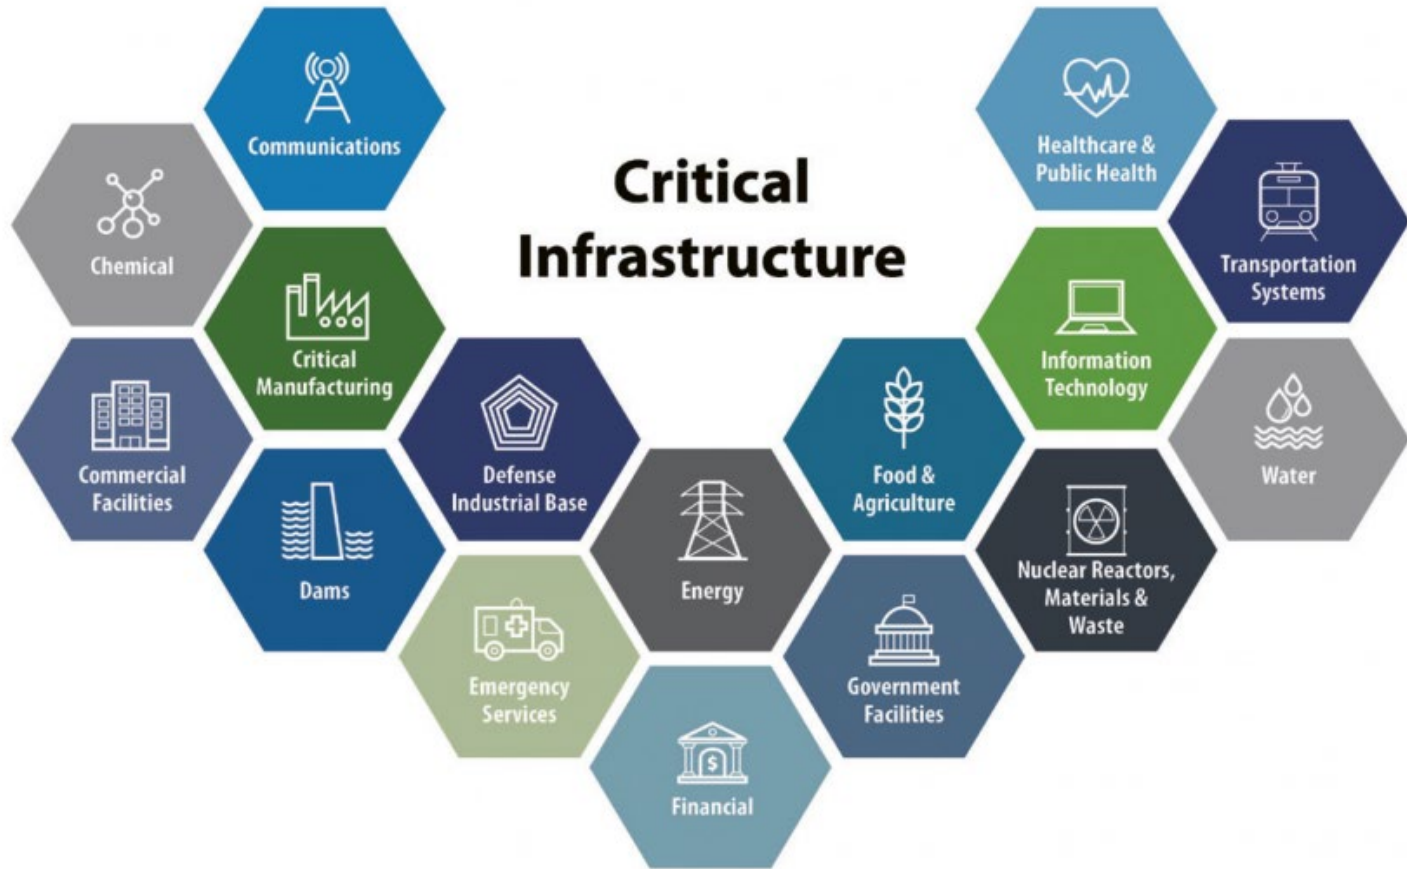 Critical
Infrastructure
Communications
Chemical
Critical
Manufacturing
Commercial
Facilities
Dams
Defense
Industrial Base
Emergency
Services
Energy
$
Financial
Food &
Agriculture
Government
Facilities
Healthcare &
Public Health
Information
Technology
Nuclear Reactors,
Materials &
Waste
Transportation
Systems
Water